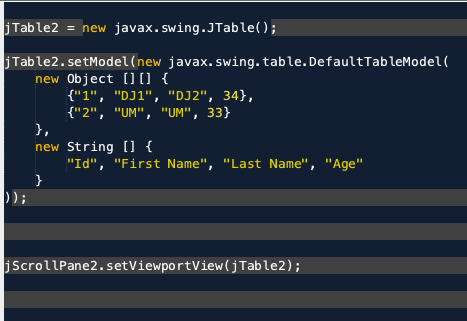 jTable2 = new javax.swing.JTable();
jTable2.setModel(new javax.swing.table.DefaultTableModel(
    new Object [][] {
        {"1", "DJ1", "DJ2", 34},
        {"2", "UM", "UM", 33}
    },
    new String [] {
        "Id", "First Name", "Last Name", "Age"
    }
));
jScrollPane2.setViewportView(jTable2);